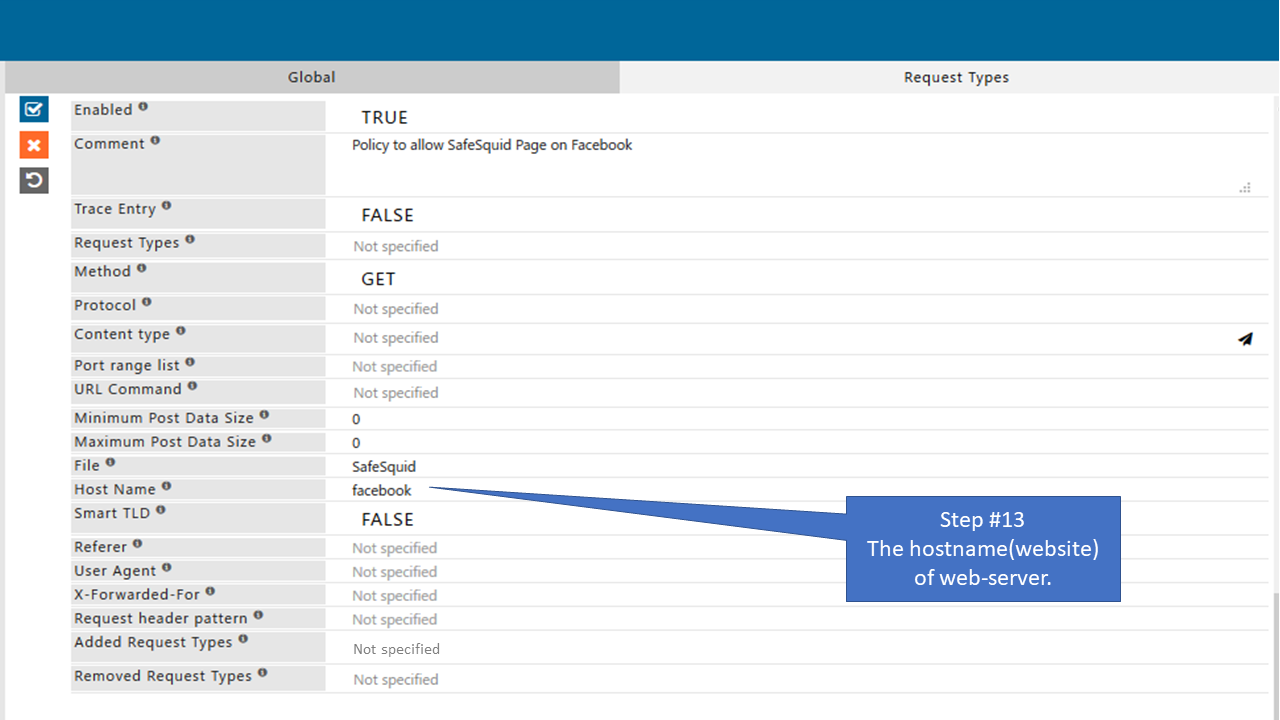 Global Request Types
Enabled TRUE
Comment Policy to allow SafeSquid Page on Facebook
Trace Entry FALSE
Request Types Not specified
Method GET
Protocol Not specified
Content type Not specified
Port range list Not specified
URL Command Not specified
Minimum Post Data Size 0
Maximum Post Data Size 0
File SafeSquid
Host Name facebook
Smart TLD FALSE
Referer Not specified
User Agent Not specified
X-Forwarded-For Not specified
Request header pattern Not specified
Added Request Types Not specified
Removed Request Types Not specified
Step #13
The hostname(website)
of web-server.